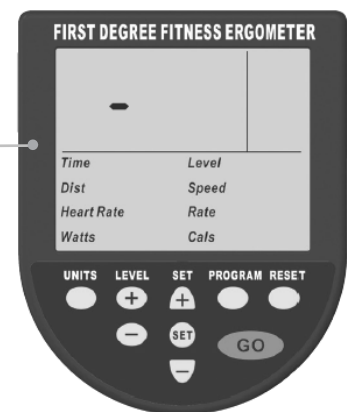 FIRST DEGREE FITNESS ERGOMETER
-
Time Level
Dist Speed
Heart Rate Rate
Watts Cals
UNITS LEVEL SET PROGRAM RESET
+ +
- SET GO
-